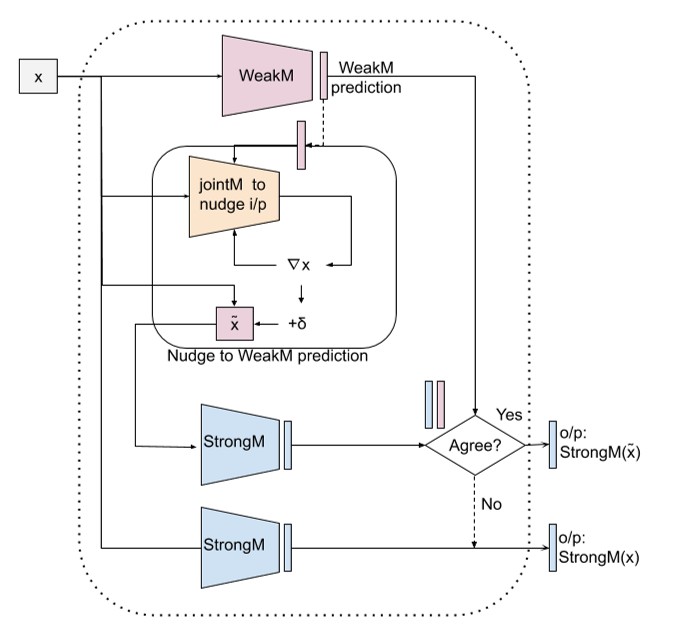 x
WeakM
WeakM
prediction
jointM to
nudge i/p
∇x
x̃
+δ
Nudge to WeakM prediction
StrongM
Agree?
Yes
o/p:
StrongM(x̃)
No
StrongM
o/p:
StrongM(x)